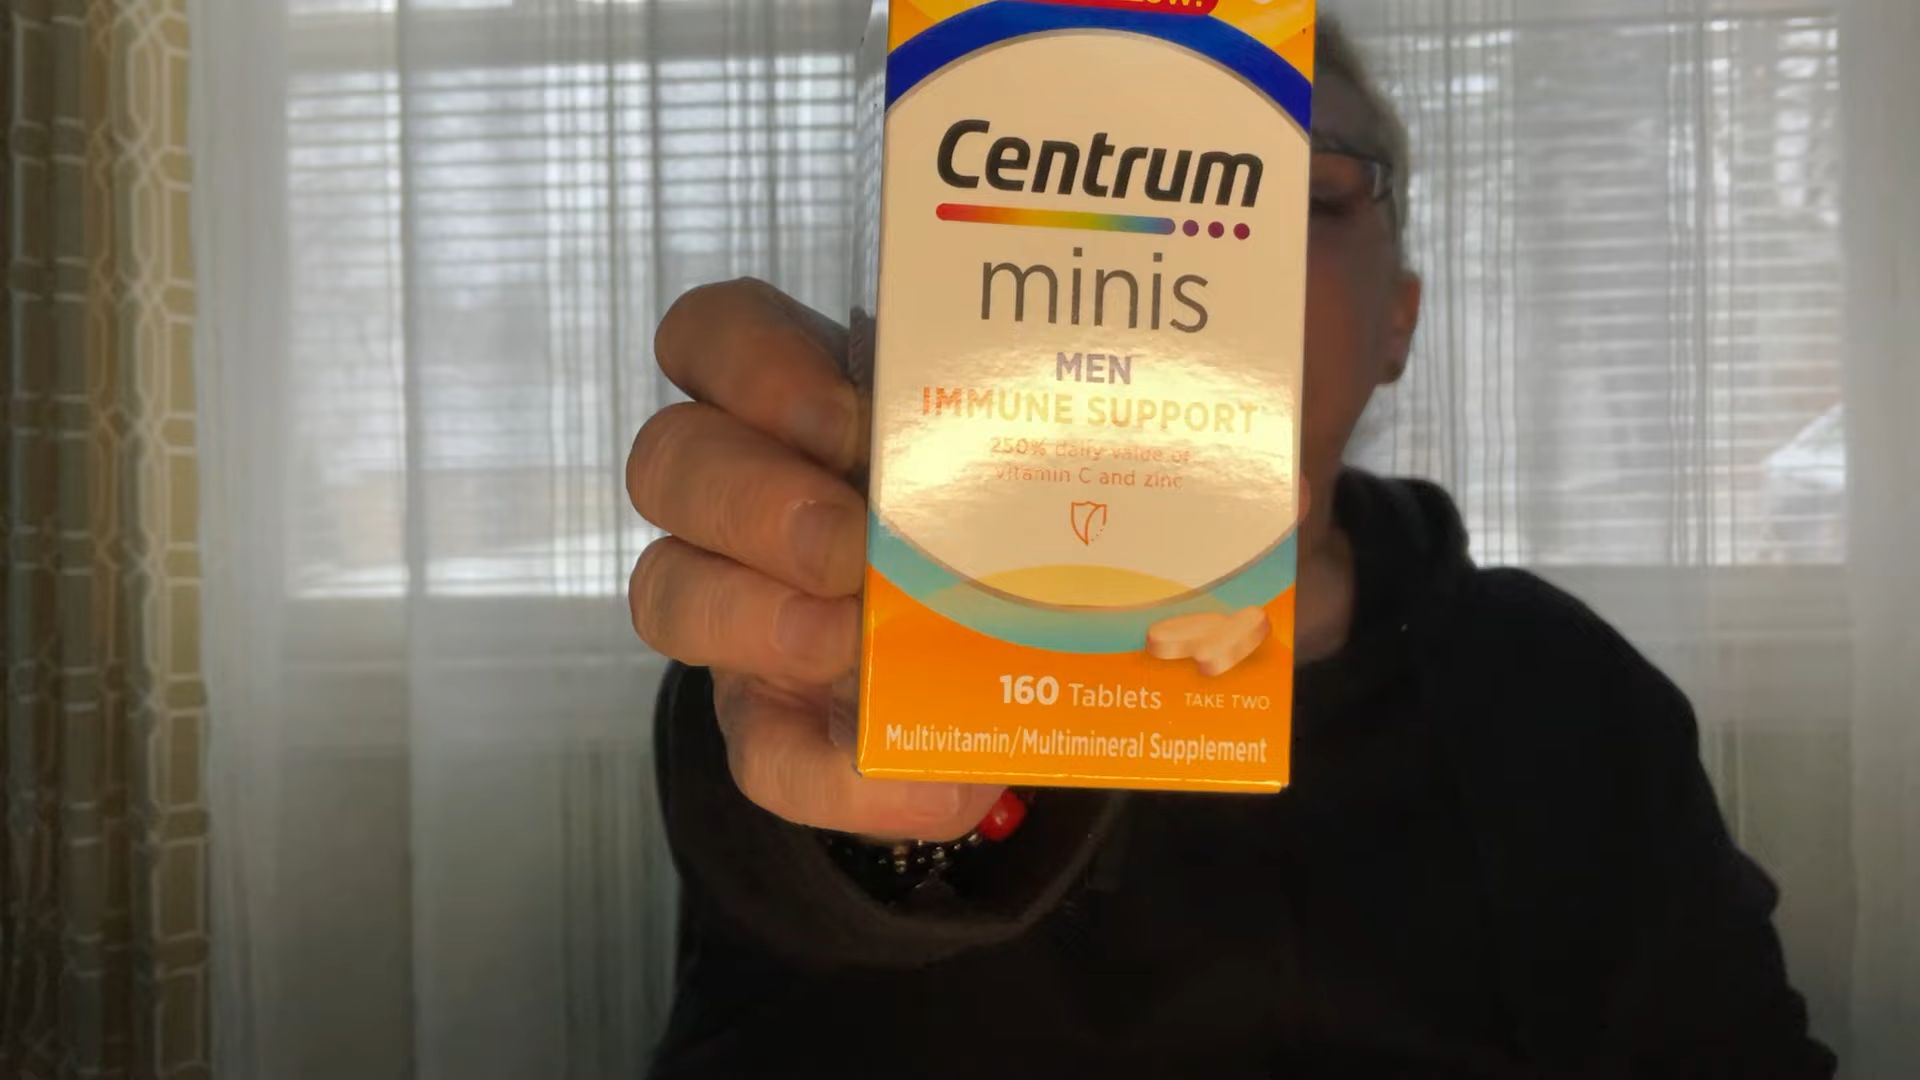 Centrum
minis
MEN
IMMUNE SUPPORT
250% daily value of
vitamin C and zinc
160 Tablets TAKE TWO
Multivitamin/Multimineral Supplement